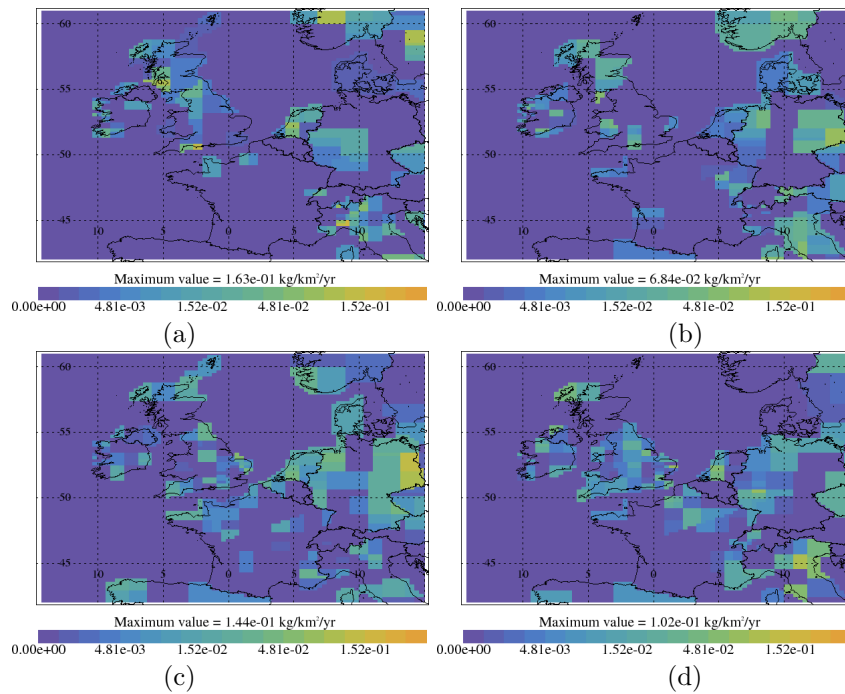 60
55
50
45
10 5 0 5 10
Maximum value = 1.63e-01 kg/km²/yr
0.00e+00 4.81e-03 1.52e-02 4.81e-02 1.52e-01
(a)
60
55
50
45
10 5 0 5 10
Maximum value = 6.84e-02 kg/km²/yr
0.00e+00 4.81e-03 1.52e-02 4.81e-02 1.52e-01
(b)
60
55
50
45
10 5 0 5 10
Maximum value = 1.44e-01 kg/km²/yr
0.00e+00 4.81e-03 1.52e-02 4.81e-02 1.52e-01
(c)
60
55
50
45
10 5 0 5 10
Maximum value = 1.02e-01 kg/km²/yr
0.00e+00 4.81e-03 1.52e-02 4.81e-02 1.52e-01
(d)